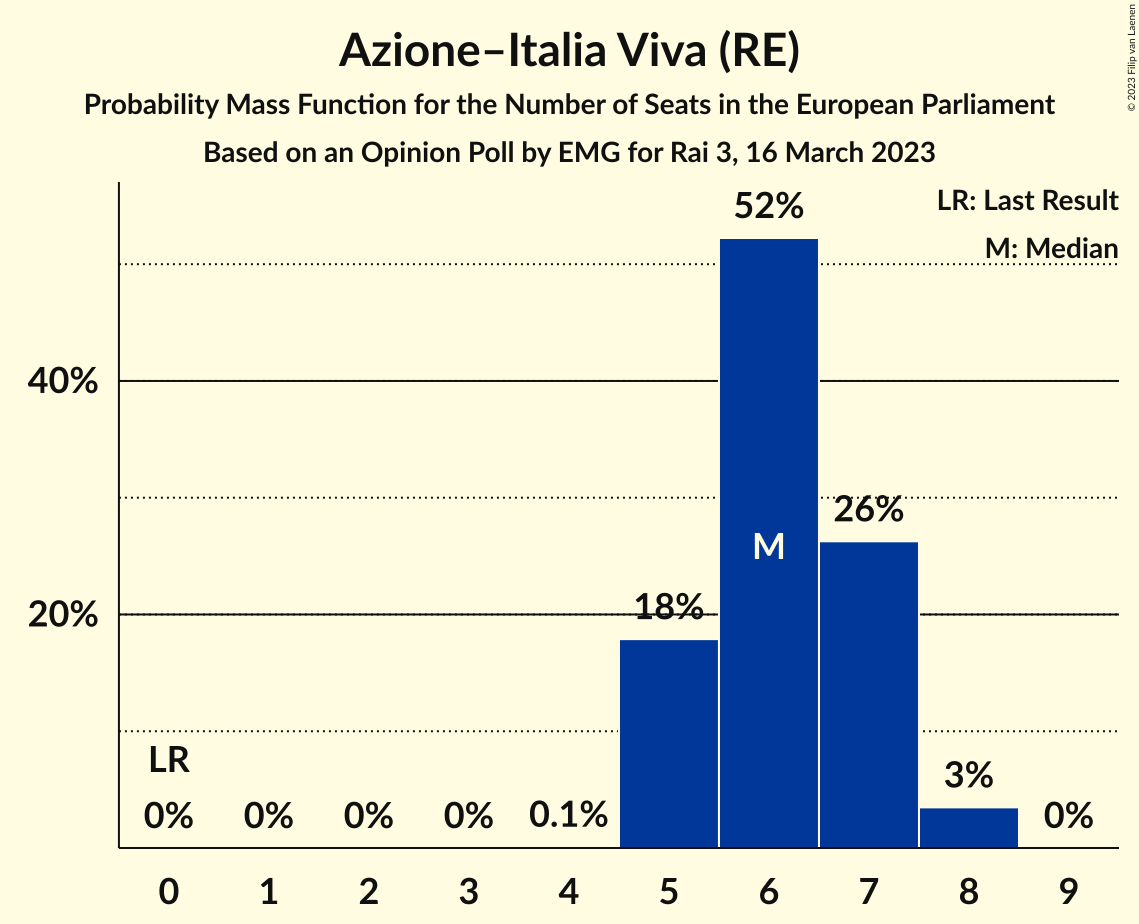 Azione–Italia Viva (RE)
Probability Mass Function for the Number of Seats in the European Parliament
Based on an Opinion Poll by EMG for Rai 3, 16 March 2023
© 2023 Filip van Laenen
LR: Last Result
M: Median
52%
40%
26%
M
20%
18%
LR
3%
0% 0% 0% 0% 0.1% 0%
0 1 2 3 4 5 6 7 8 9